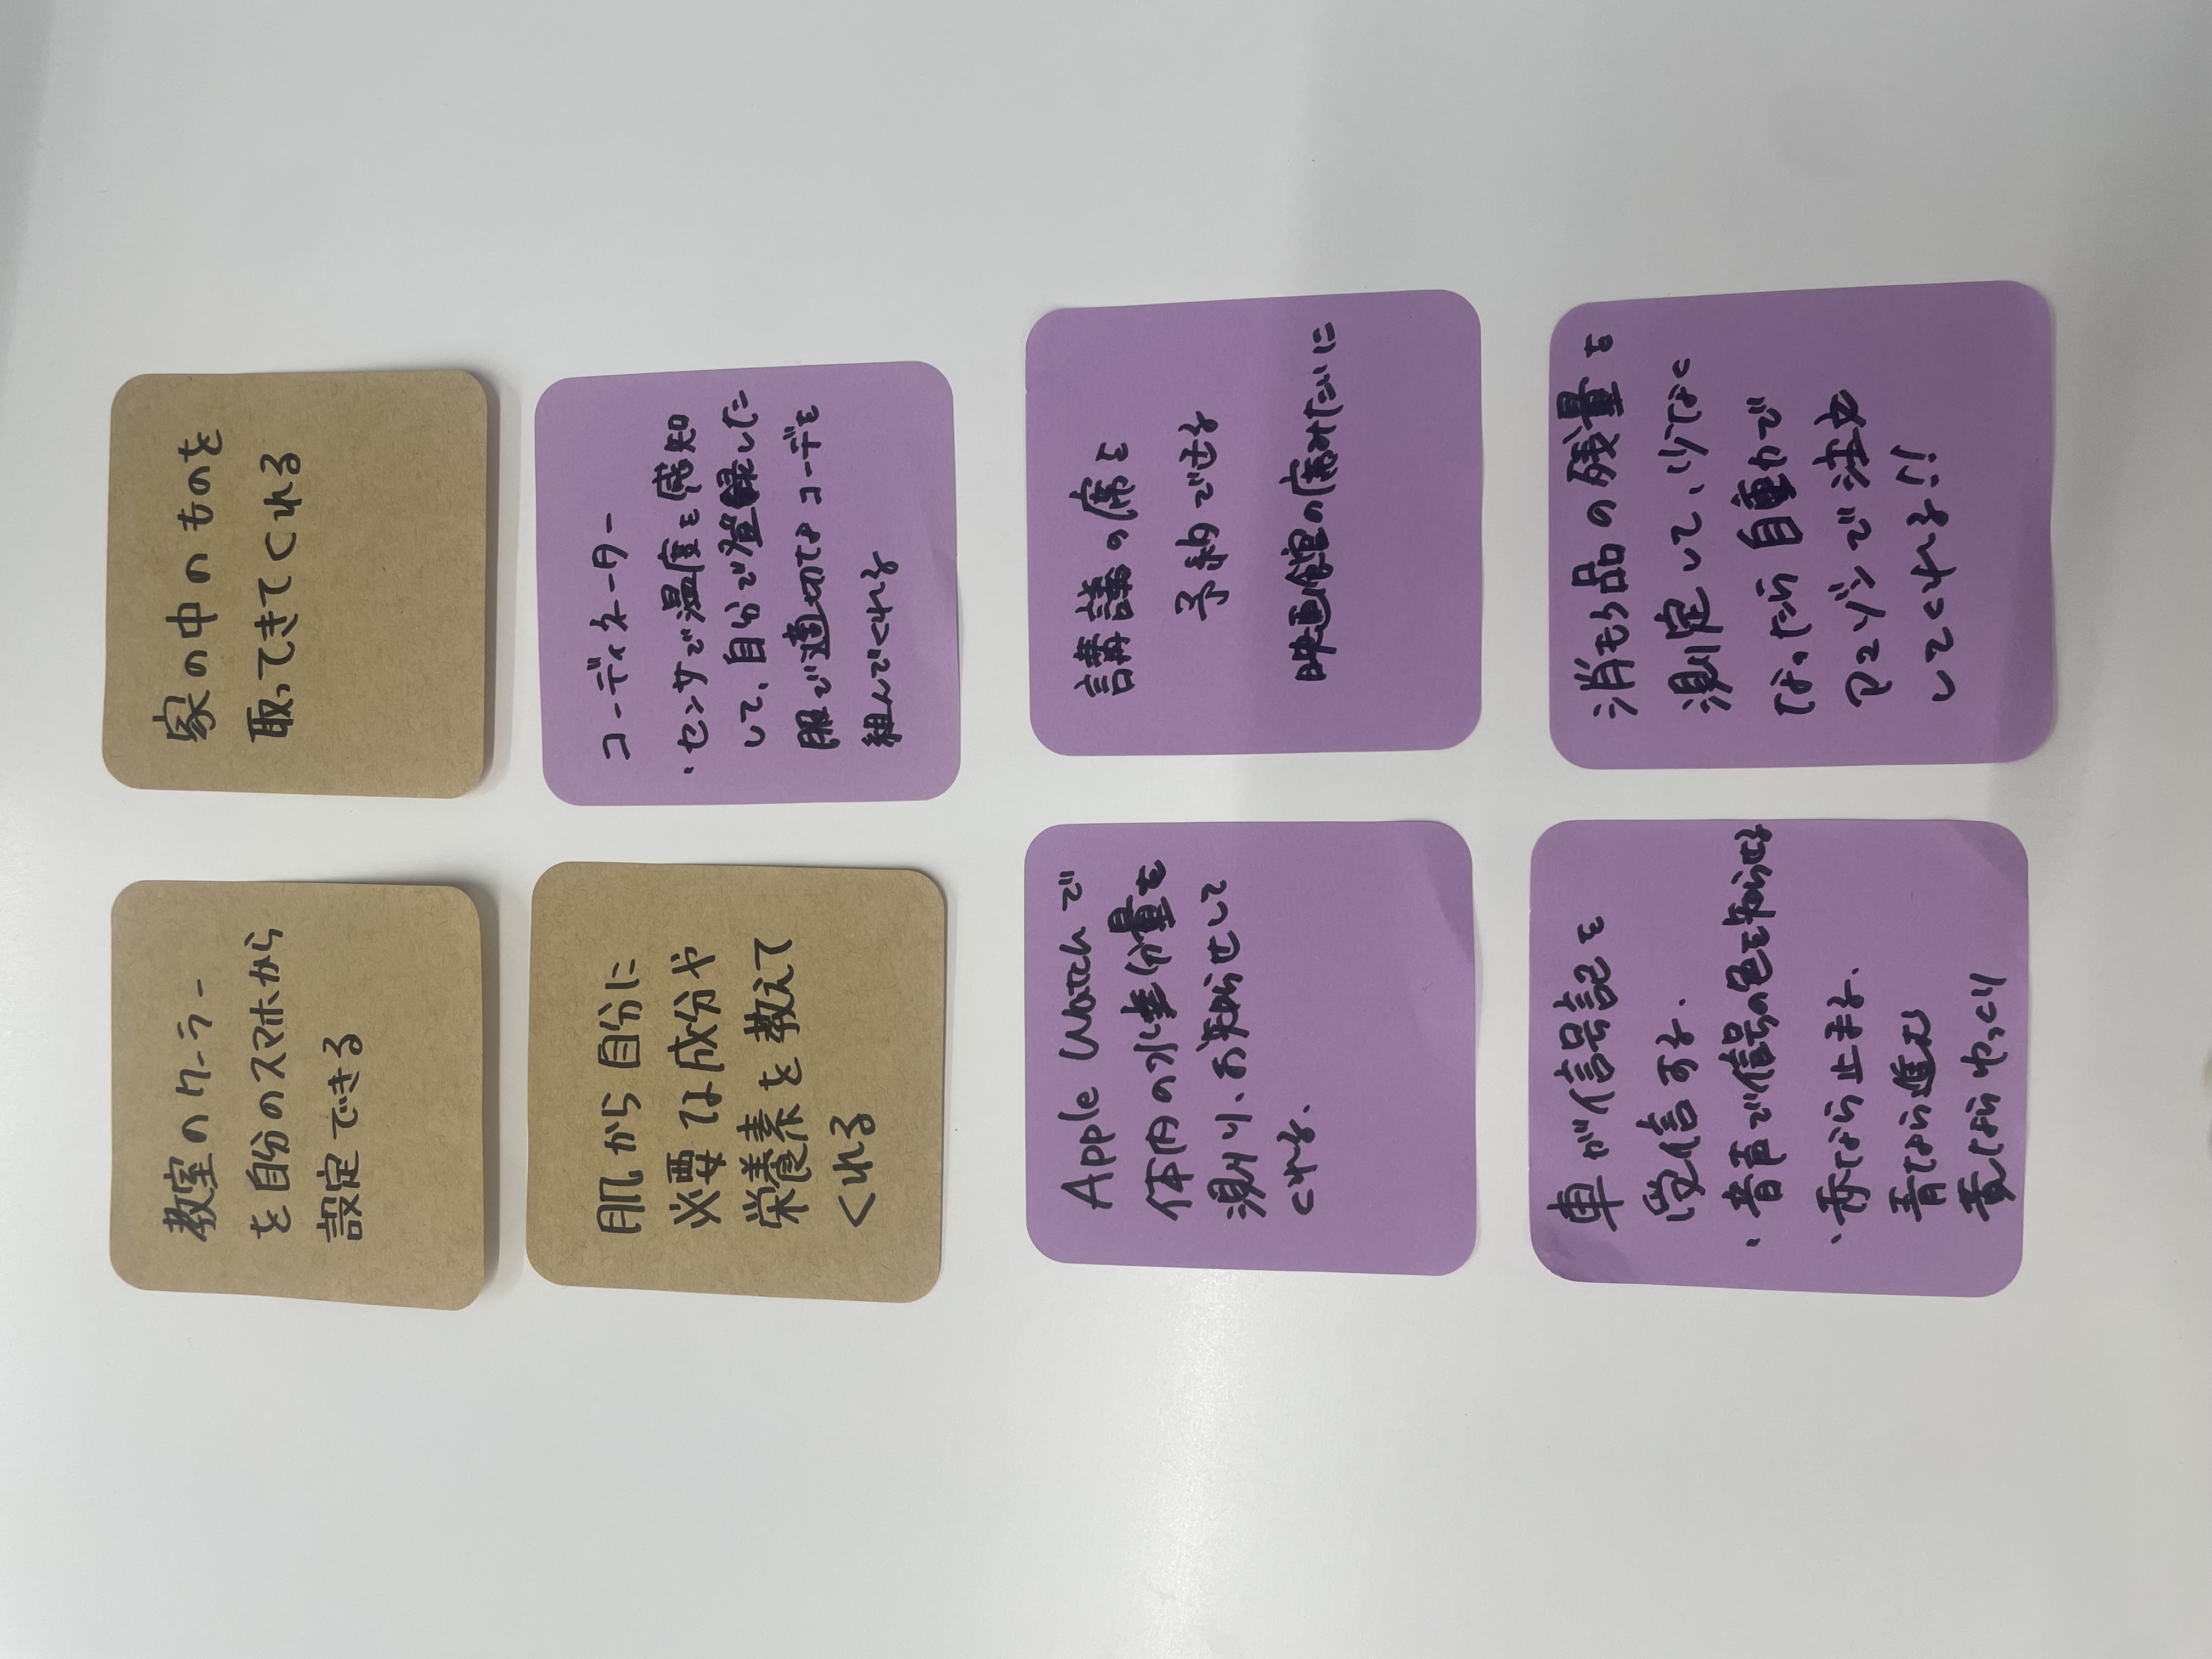 教室のクーラー
を自分のスマホから
設定できる
家の中のものを
取ってきてくれる
肌から自分に
必要な成分や
栄養素を教えて
くれる
コーディネーター
・センサで温度を感知
して、自分で登録した
服で適切なコーデを
組んでくれる
Apple Watchで
体内の水分量を
測り、お知らせして
くれる.
講議の席を
予約できる
映画館の席みたいに
車が信号記を
受信する.
・音声で信号の色を知らせる
・赤なら止まる.
青なら進む
黄ならゆっくり
消もう品の残量を
測定して、少なく
なったら自動で
アマゾンで注文
してくれる!!